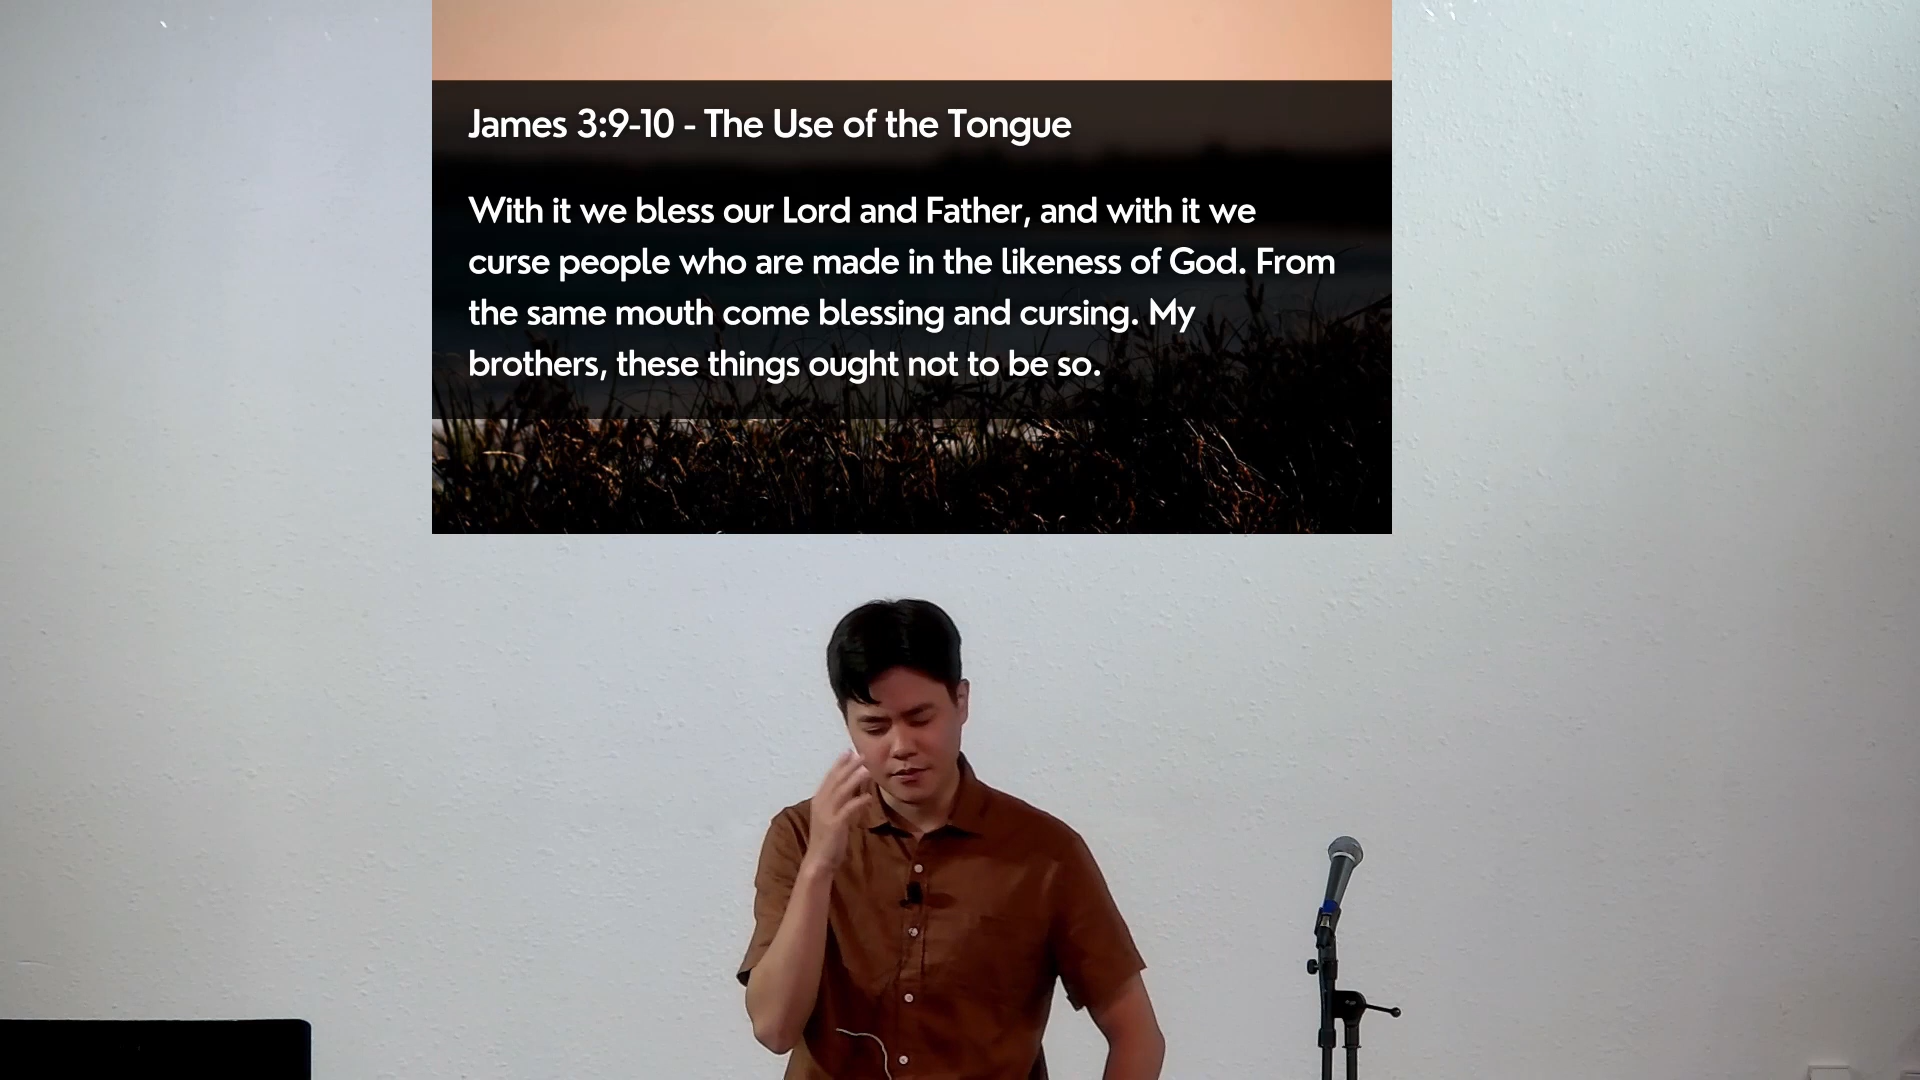 James 3:9-10 - The Use of the Tongue
With it we bless our Lord and Father, and with it we
curse people who are made in the likeness of God. From
the same mouth come blessing and cursing. My
brothers, these things ought not to be so.